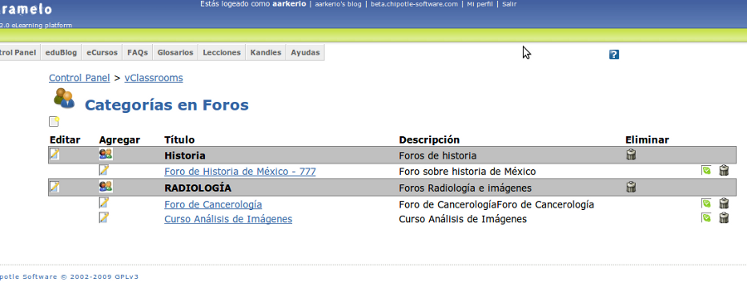 ramelo
Estás logeado como aarkerio | aarkerio's blog | beta.chipotle-software.com | Mi perfil | Salir
2.0 eLearning platform
trol Panel eduBlog eCursos FAQs Glosarios Lecciones Kandies Ayudas
?
Control Panel > vClassrooms
Categorías en Foros
Editar Agregar Título Descripción Eliminar
Historia Foros de historia
Foro de Historia de México - 777 Foro sobre historia de México
RADIOLOGÍA Foros Radiología e imágenes
Foro de Cancerología Foro de CancerologíaForo de Cancerología
Curso Análisis de Imágenes Curso Análisis de Imágenes
potle Software © 2002-2009 GPLv3